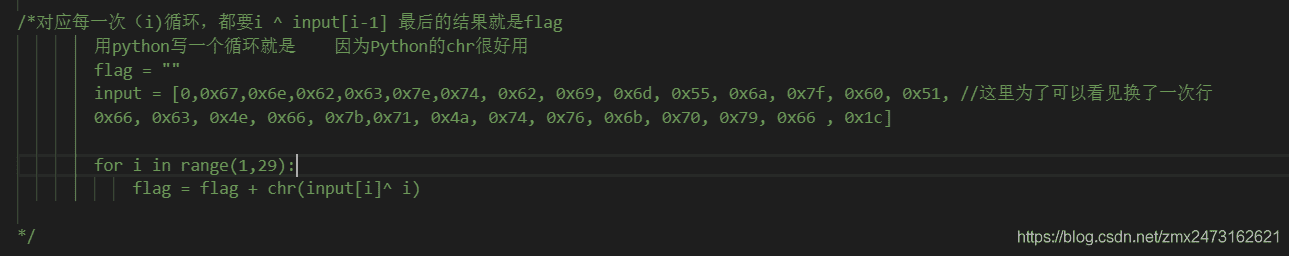 /*对应每一次（i)循环，都要i ^ input[i-1] 最后的结果就是flag
用python写一个循环就是 因为Python的chr很好用
flag = ""
input = [0,0x67,0x6e,0x62,0x63,0x7e,0x74, 0x62, 0x69, 0x6d, 0x55, 0x6a, 0x7f, 0x60, 0x51, //这里为了可以看见换了一次行
0x66, 0x63, 0x4e, 0x66, 0x7b,0x71, 0x4a, 0x74, 0x76, 0x6b, 0x70, 0x79, 0x66 , 0x1c]
for i in range(1,29):
flag = flag + chr(input[i]^ i)
*/
https://blog.csdn.net/zmx2473162621